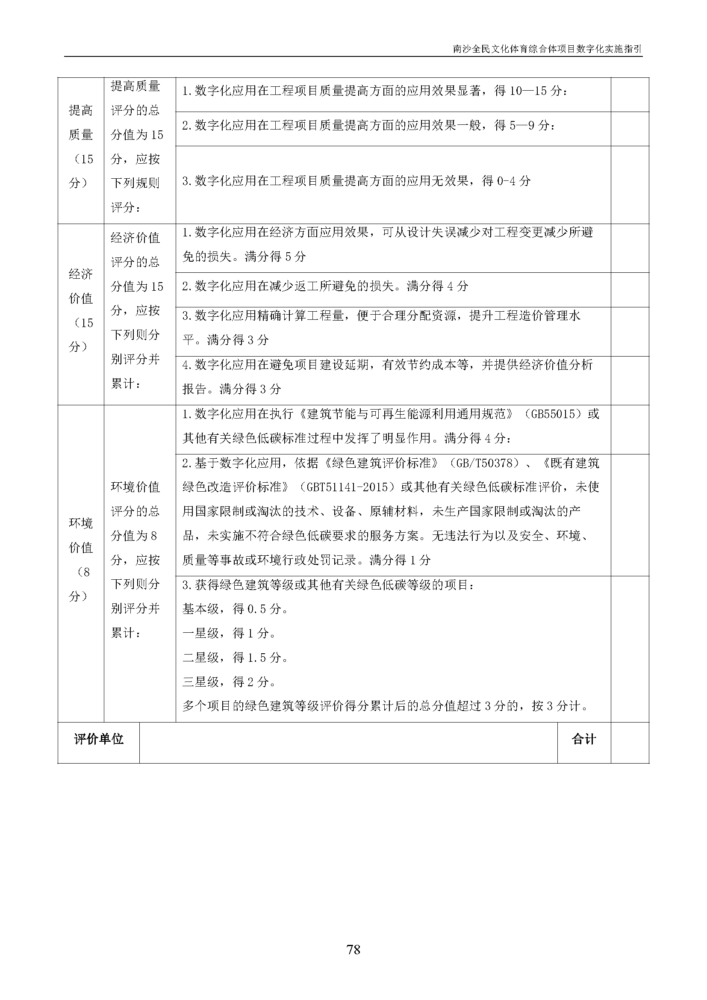 南沙全民文化体育综合体项目数字化实施指引
提高
质量
（15
分）
提高质量
评分的总
分值为 15
分，应按
下列规则
评分：
1.数字化应用在工程项目质量提高方面的应用效果显著，得 10—15 分：
2.数字化应用在工程项目质量提高方面的应用效果一般，得 5—9 分：
3.数字化应用在工程项目质量提高方面的应用无效果，得 0-4 分
经济
价值
（15
分）
经济价值
评分的总
分值为 15
分，应按
下列则分
别评分并
累计：
1.数字化应用在经济方面应用效果，可从设计失误减少对工程变更减少所避
免的损失。满分得 5 分
2.数字化应用在减少返工所避免的损失。满分得 4 分
3.数字化应用精确计算工程量，便于合理分配资源，提升工程造价管理水
平。满分得 3 分
4.数字化应用在避免项目建设延期，有效节约成本等，并提供经济价值分析
报告。满分得 3 分
环境
价值
（8
分）
环境价值
评分的总
分值为 8
分，应按
下列则分
别评分并
累计：
1.数字化应用在执行《建筑节能与可再生能源利用通用规范》（GB55015）或
其他有关绿色低碳标准过程中发挥了明显作用。满分得 4 分：
2.基于数字化应用，依据《绿色建筑评价标准》（GB/T50378）、《既有建筑
绿色改造评价标准》（GBT51141-2015）或其他有关绿色低碳标准评价，未使
用国家限制或淘汰的技术、设备、原辅材料，未生产国家限制或淘汰的产
品，未实施不符合绿色低碳要求的服务方案。无违法行为以及安全、环境、
质量等事故或环境行政处罚记录。满分得 1 分
3.获得绿色建筑等级或其他有关绿色低碳等级的项目：
基本级，得 0.5 分。
一星级，得 1 分。
二星级，得 1.5 分。
三星级，得 2 分。
多个项目的绿色建筑等级评价得分累计后的总分值超过 3 分的，按 3 分计。
评价单位
合计
78